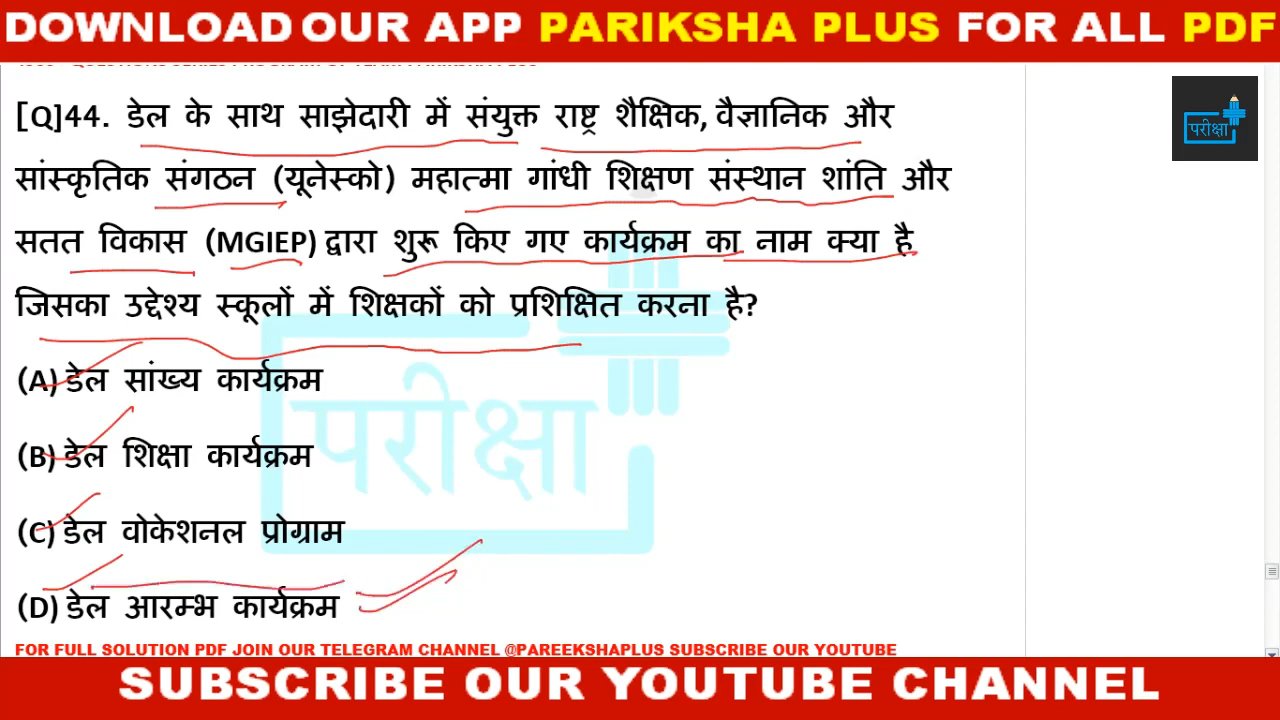 DOWNLOAD OUR APP PARIKSHA PLUS FOR ALL PDF
[Q]44. डेल के साथ साझेदारी में संयुक्त राष्ट्र शैक्षिक, वैज्ञानिक और
परीक्षा
सांस्कृतिक संगठन (यूनेस्को) महात्मा गांधी शिक्षण संस्थान शांति और
सतत विकास (MGIEP) द्वारा शुरू किए गए कार्यक्रम का नाम क्या है
जिसका उद्देश्य स्कूलों में शिक्षकों को प्रशिक्षित करना है?
(A) डेल सांख्य कार्यक्रम
(B) डेल शिक्षा कार्यक्रम
परीक्षा
(C) डेल वोकेशनल प्रोग्राम
(D) डेल आरम्भ कार्यक्रम
FOR FULL SOLUTION PDF JOIN OUR TELEGRAM CHANNEL @PAREEKSHAPLUS SUBSCRIBE OUR YOUTUBE
SUBSCRIBE OUR YOUTUBE CHANNEL